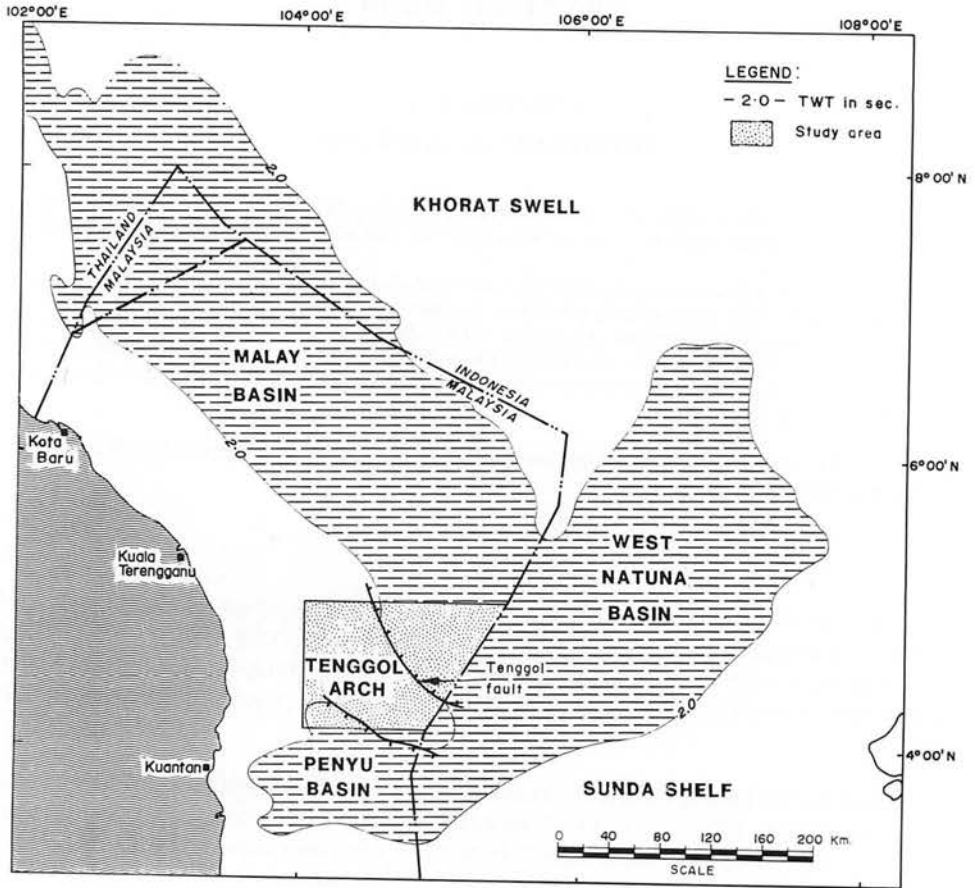 102°00'E
104°00'E
106°00'E
108°00'E
LEGEND:
- 2·0 - TWT in sec.
Study area
2.0
8°00'N
KHORAT SWELL
THAILAND
MALAYSIA
MALAY
BASIN
INDONESIA
MALAYSIA
Kota
Baru
2·0
6°00'N
WEST
NATUNA
BASIN
Kuala
Terengganu
TENGGOL
ARCH
Tenggol
fault
2.0
4°00'N
Kuantan
PENYU
BASIN
SUNDA SHELF
0 40 80 120 160 200 Km.
SCALE